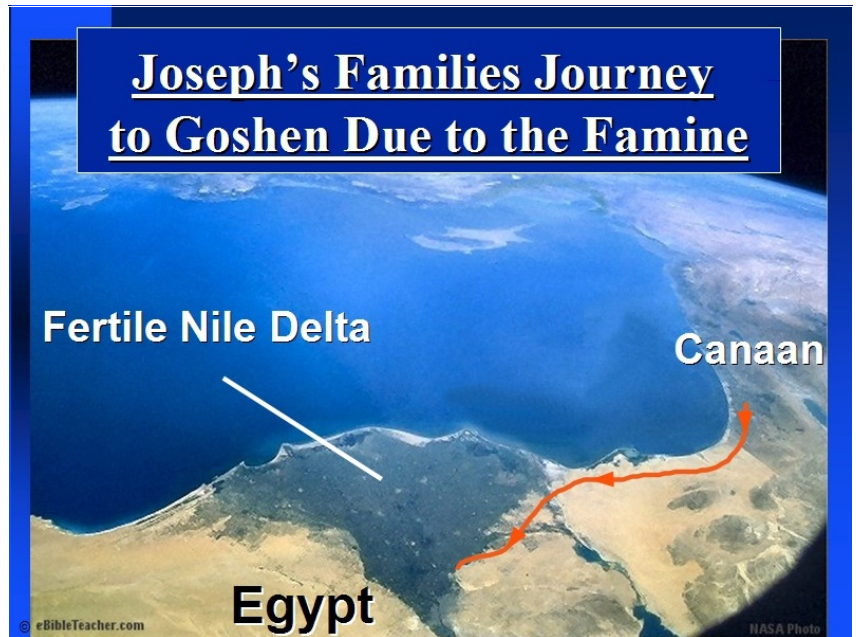 Joseph's Families Journey
to Goshen Due to the Famine
Fertile Nile Delta
Canaan
Egypt
© eBibleTeacher.com
NASA Photo